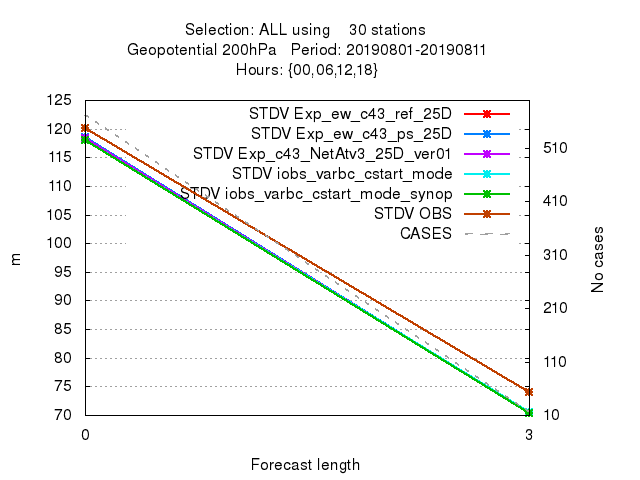 Selection: ALL using    30 stations
Geopotential 200hPa   Period: 20190801-20190811
Hours: {00,06,12,18}
125
120
115
110
105
100
95
90
85
80
75
70
m
STDV Exp_ew_c43_ref_25D
STDV Exp_ew_c43_ps_25D
STDV Exp_c43_NetAtv3_25D_ver01
STDV iobs_varbc_cstart_mode
STDV iobs_varbc_cstart_mode_synop
STDV OBS
CASES
510
410
310
210
110
10
No cases
0 3
Forecast length